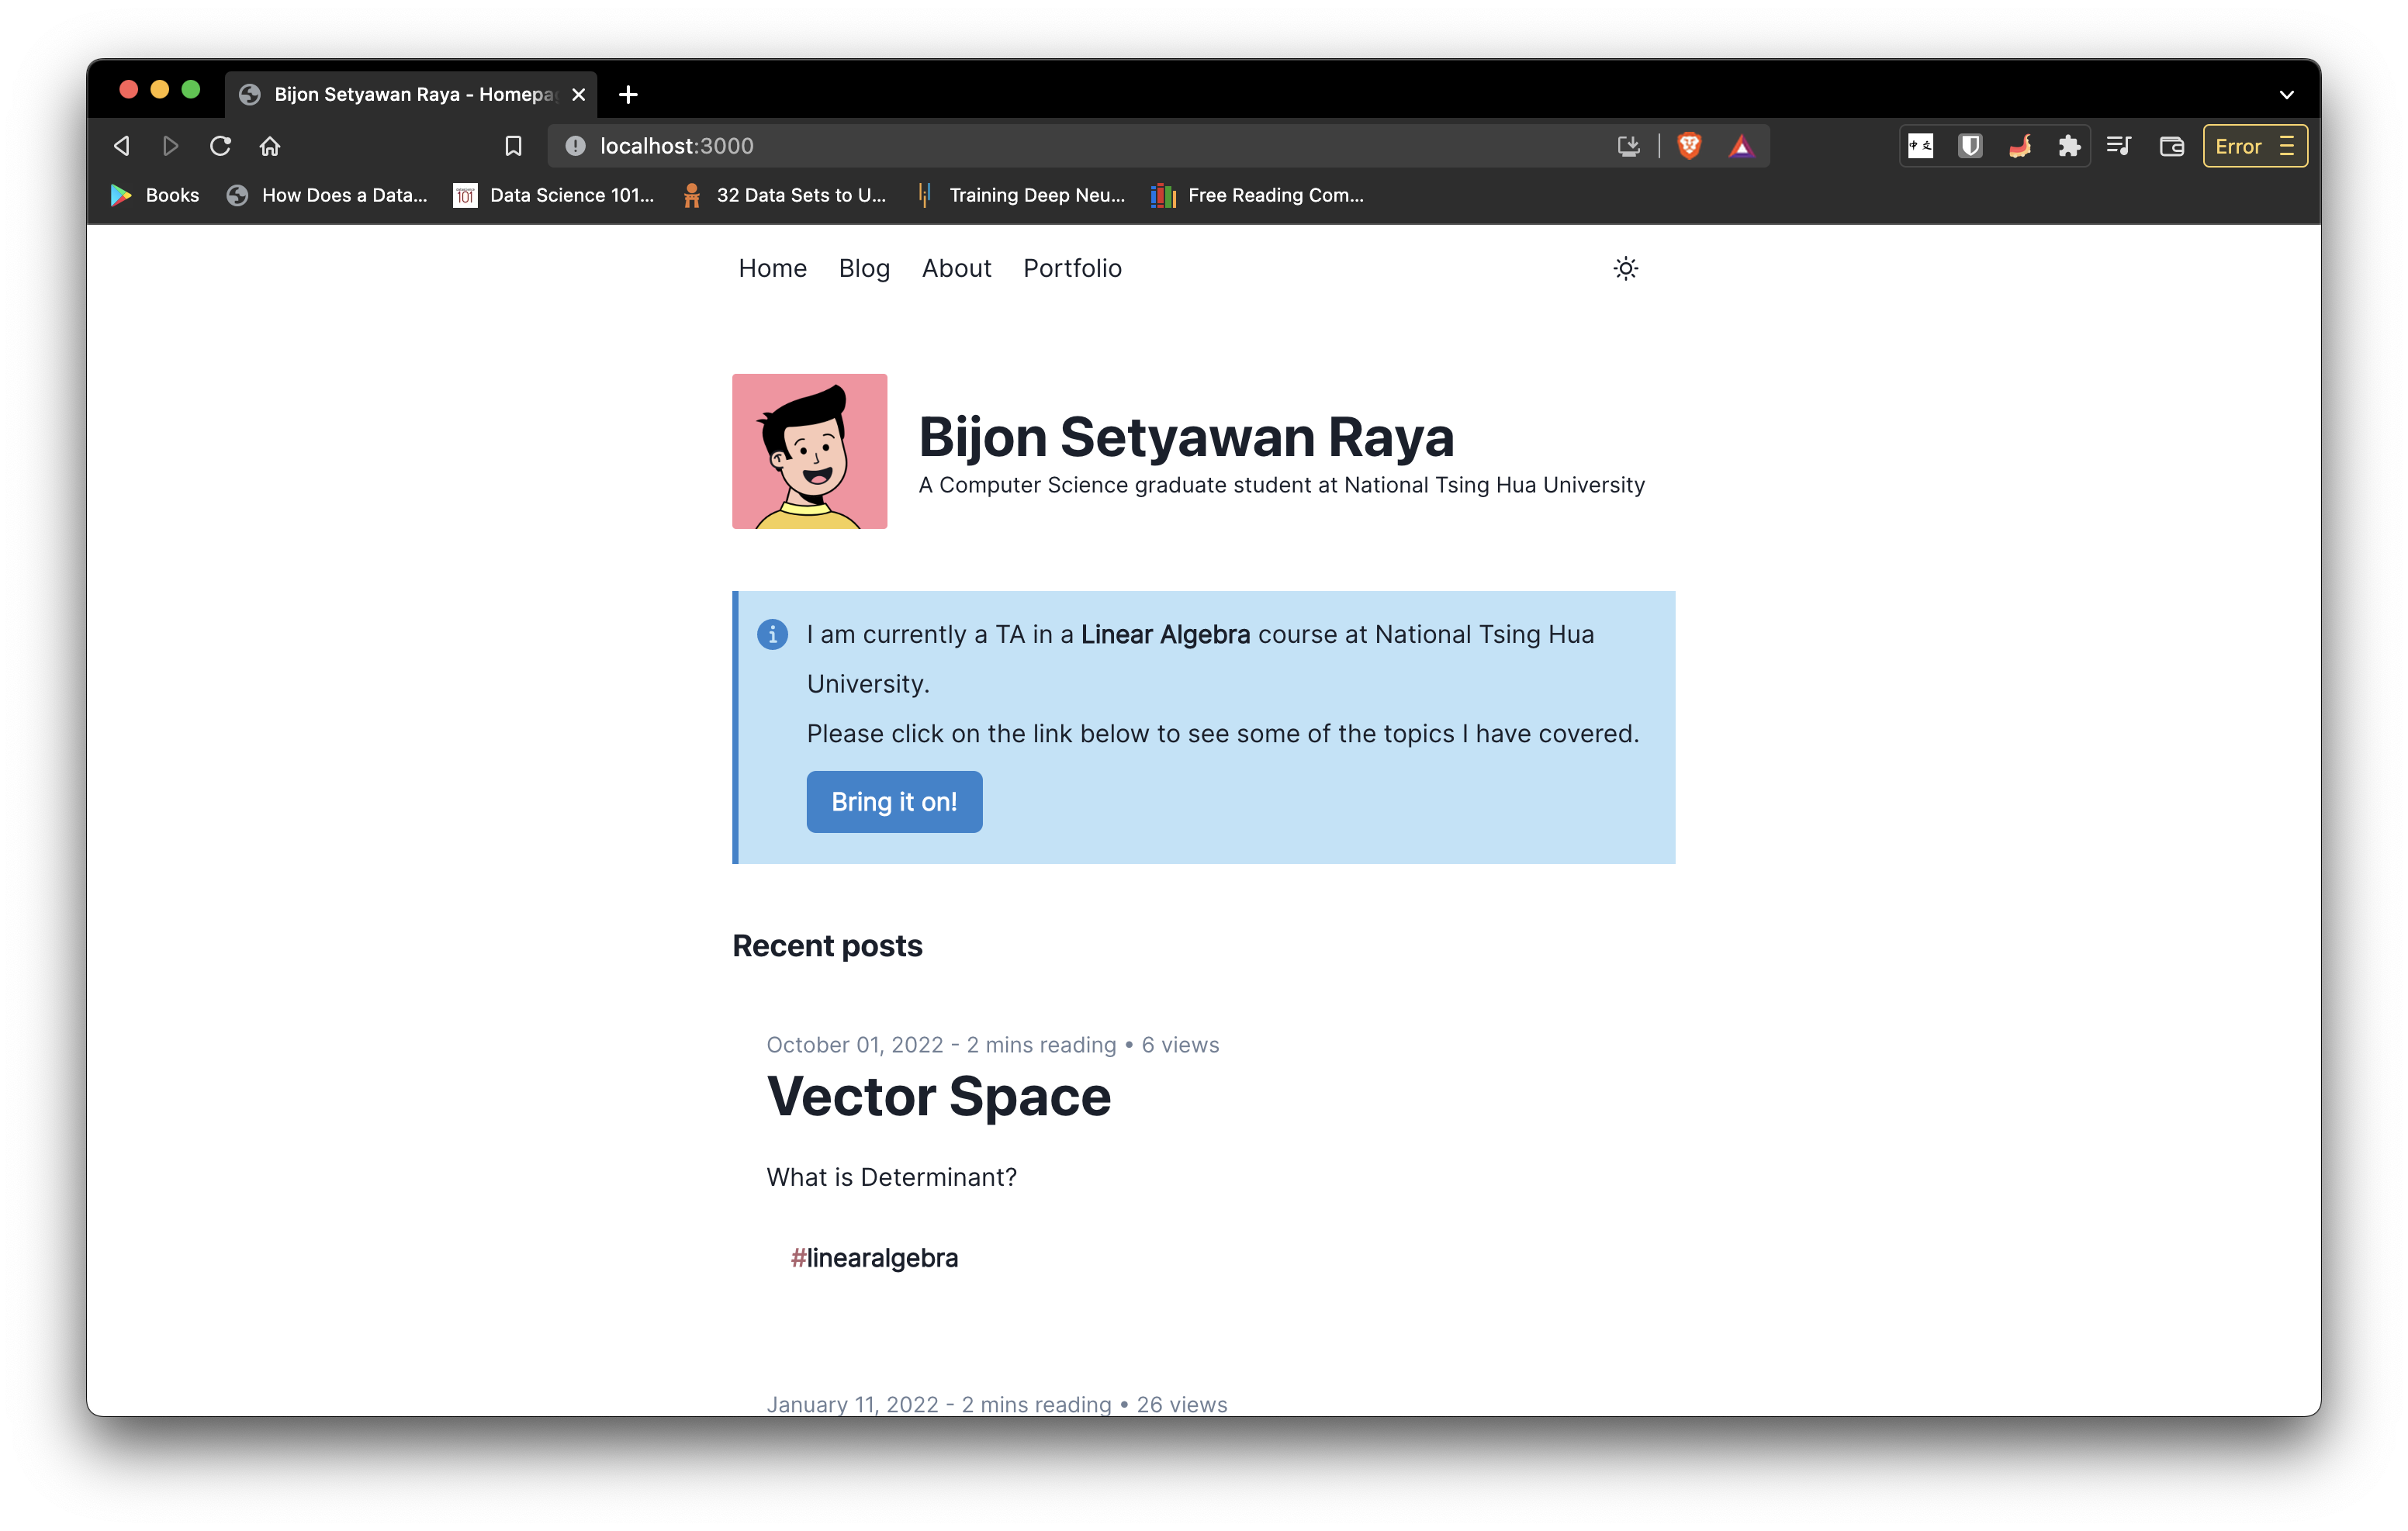 Bijon Setyawan Raya - Homepa
localhost:3000
Error
Books
How Does a Data...
101
Data Science 101...
32 Data Sets to U...
Training Deep Neu...
Free Reading Com...
Home
Blog
About
Portfolio
Bijon Setyawan Raya
A Computer Science graduate student at National Tsing Hua University
I am currently a TA in a Linear Algebra course at National Tsing Hua
University.
Please click on the link below to see some of the topics I have covered.
Bring it on!
Recent posts
October 01, 2022 - 2 mins reading • 6 views
Vector Space
What is Determinant?
#linearalgebra
January 11, 2022 - 2 mins reading • 26 views